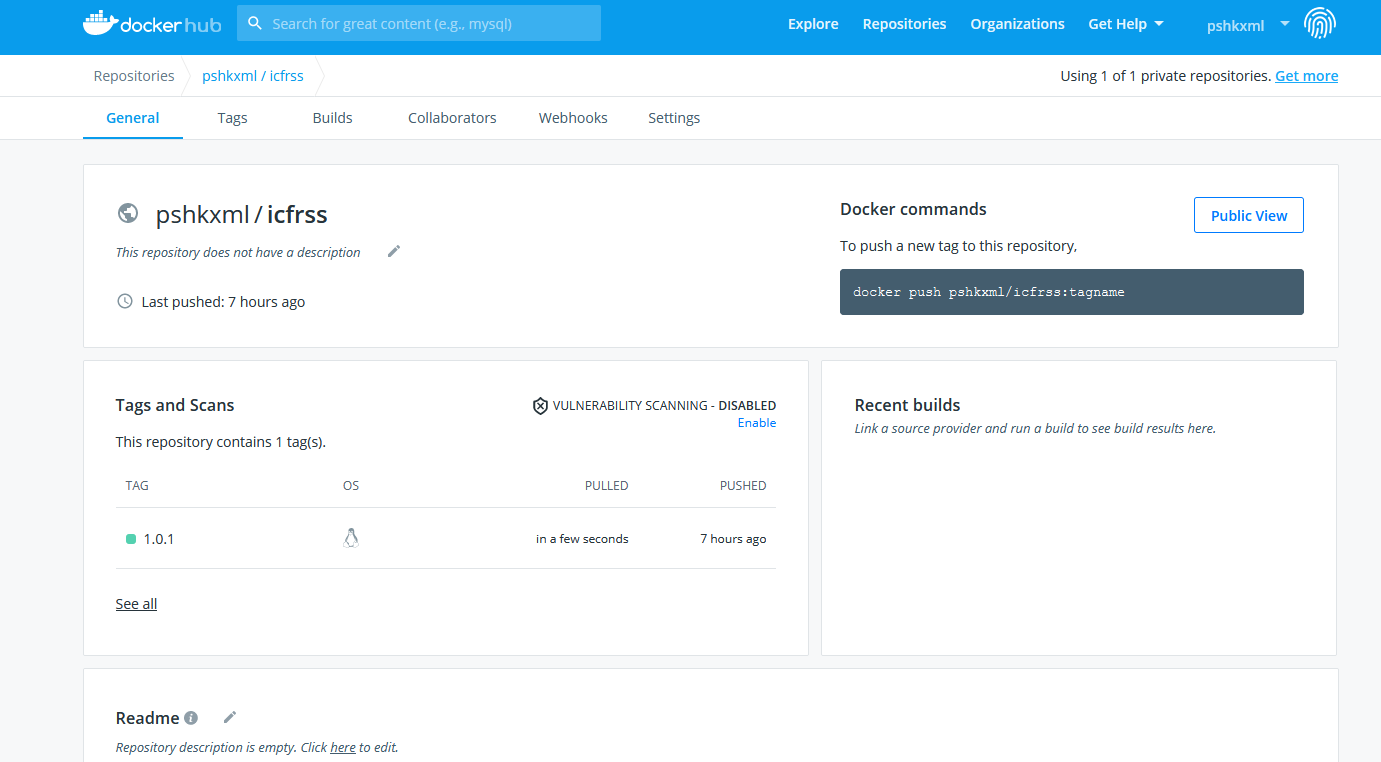 docker hub
Search for great content (e.g., mysql)
Explore
Repositories
Organizations
Get Help
pshkxml
Repositories
pshkxml / icfrss
Using 1 of 1 private repositories. Get more
General
Tags
Builds
Collaborators
Webhooks
Settings
pshkxml / icfrss
This repository does not have a description
Last pushed: 7 hours ago
Docker commands
Public View
To push a new tag to this repository,
docker push pshkxml/icfrss:tagname
Tags and Scans
VULNERABILITY SCANNING - DISABLED
Enable
This repository contains 1 tag(s).
TAG
OS
PULLED
PUSHED
1.0.1
in a few seconds
7 hours ago
See all
Recent builds
Link a source provider and run a build to see build results here.
Readme
Repository description is empty. Click here to edit.